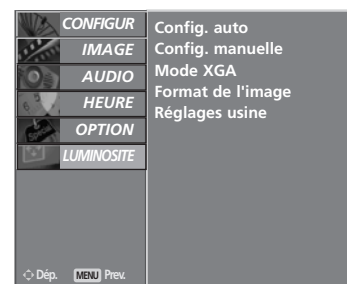 CONFIGUR
IMAGE
AUDIO
HEURE
OPTION
LUMINOSITE
Config. auto
Config. manuelle
Mode XGA
Format de l'image
Réglages usine
Dép. MENU Prev.